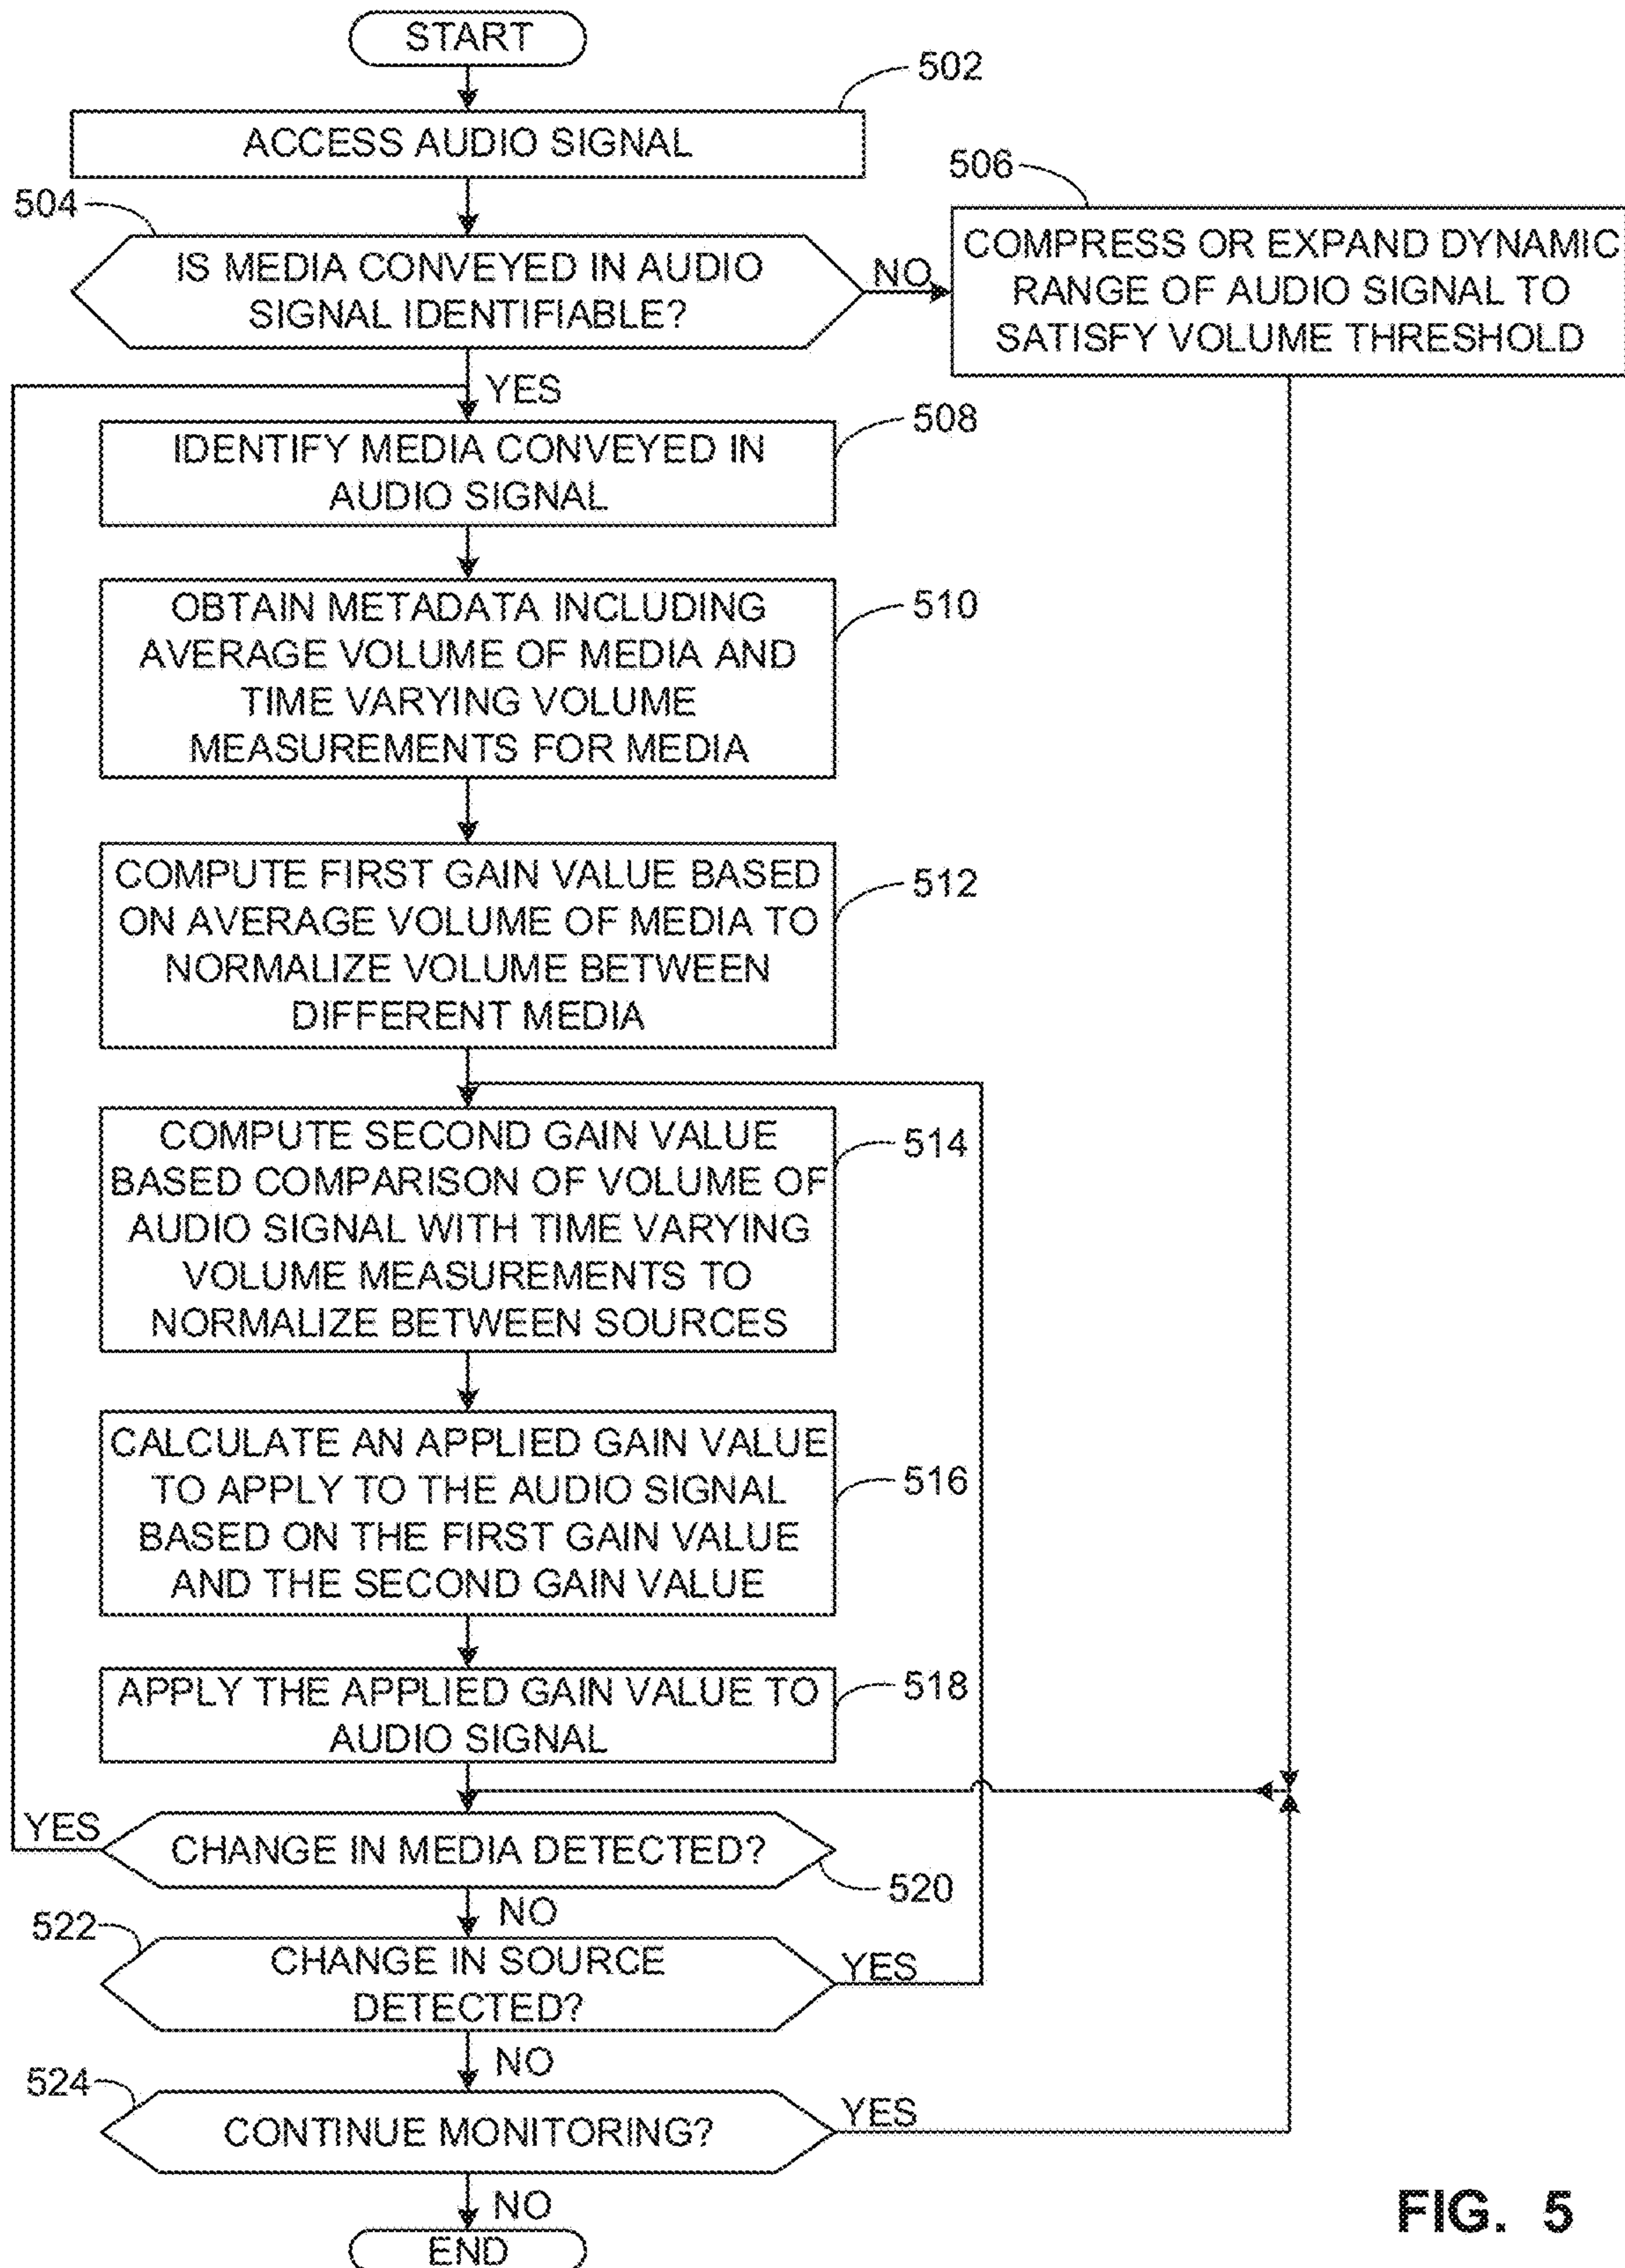 START
502
ACCESS AUDIO SIGNAL
504
IS MEDIA CONVEYED IN AUDIO
SIGNAL IDENTIFIABLE?
NO
506
COMPRESS OR EXPAND DYNAMIC
RANGE OF AUDIO SIGNAL TO
SATISFY VOLUME THRESHOLD
YES
508
IDENTIFY MEDIA CONVEYED IN
AUDIO SIGNAL
510
OBTAIN METADATA INCLUDING
AVERAGE VOLUME OF MEDIA AND
TIME VARYING VOLUME
MEASUREMENTS FOR MEDIA
512
COMPUTE FIRST GAIN VALUE BASED
ON AVERAGE VOLUME OF MEDIA TO
NORMALIZE VOLUME BETWEEN
DIFFERENT MEDIA
514
COMPUTE SECOND GAIN VALUE
BASED COMPARISON OF VOLUME OF
AUDIO SIGNAL WITH TIME VARYING
VOLUME MEASUREMENTS TO
NORMALIZE BETWEEN SOURCES
516
CALCULATE AN APPLIED GAIN VALUE
TO APPLY TO THE AUDIO SIGNAL
BASED ON THE FIRST GAIN VALUE
AND THE SECOND GAIN VALUE
518
APPLY THE APPLIED GAIN VALUE TO
AUDIO SIGNAL
YES
CHANGE IN MEDIA DETECTED?
520
NO
522
CHANGE IN SOURCE
DETECTED?
YES
NO
524
CONTINUE MONITORING?
YES
NO
END
FIG. 5